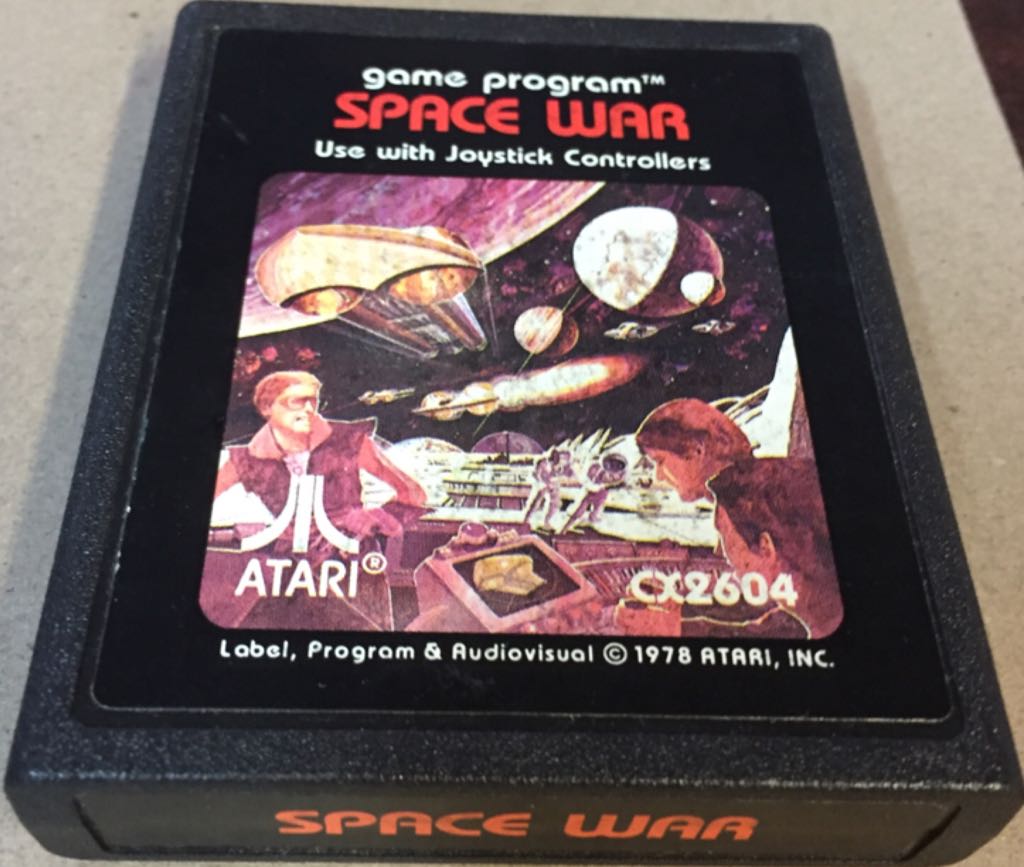 game program™
SPACE WAR
Use with Joystick Controllers
ATARI®
CX2604
Label, Program & Audiovisual © 1978 ATARI, INC.
SPACE WAR